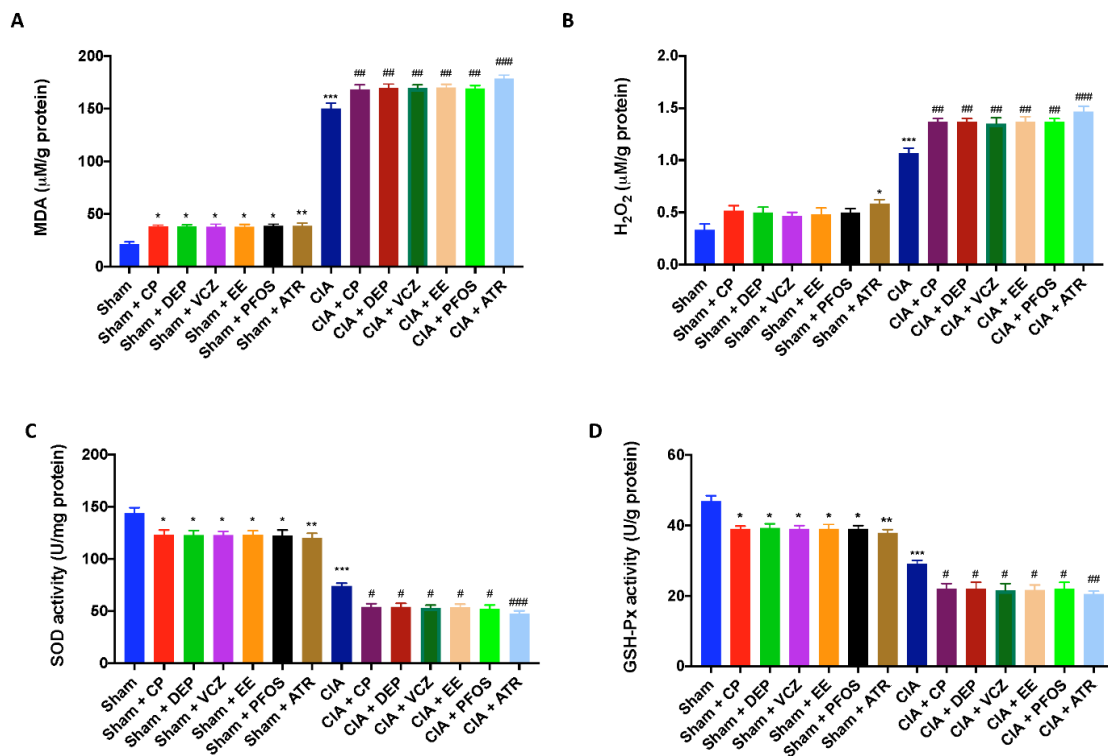 A
MDA (μM/g protein)
200
150
100
50
0
*
*
*
*
*
**
***
##
##
##
##
##
###
Sham
Sham + CP
Sham + DEP
Sham + VCZ
Sham + EE
Sham + PFOS
Sham + ATR
CIA
CIA + CP
CIA + DEP
CIA + VCZ
CIA + EE
CIA + PFOS
CIA + ATR
B
H₂O₂ (μM/g protein)
2.0
1.5
1.0
0.5
0.0
*
***
##
##
##
##
##
###
Sham
Sham + CP
Sham + DEP
Sham + VCZ
Sham + EE
Sham + PFOS
Sham + ATR
CIA
CIA + CP
CIA + DEP
CIA + VCZ
CIA + EE
CIA + PFOS
CIA + ATR
C
SOD activity (U/mg protein)
200
150
100
50
0
*
*
*
*
*
**
***
#
#
#
#
#
###
Sham
Sham + CP
Sham + DEP
Sham + VCZ
Sham + EE
Sham + PFOS
Sham + ATR
CIA
CIA + CP
CIA + DEP
CIA + VCZ
CIA + EE
CIA + PFOS
CIA + ATR
D
GSH-Px activity (U/g protein)
60
40
20
0
*
*
*
*
*
**
***
#
#
#
#
#
##
Sham
Sham + CP
Sham + DEP
Sham + VCZ
Sham + EE
Sham + PFOS
Sham + ATR
CIA
CIA + CP
CIA + DEP
CIA + VCZ
CIA + EE
CIA + PFOS
CIA + ATR